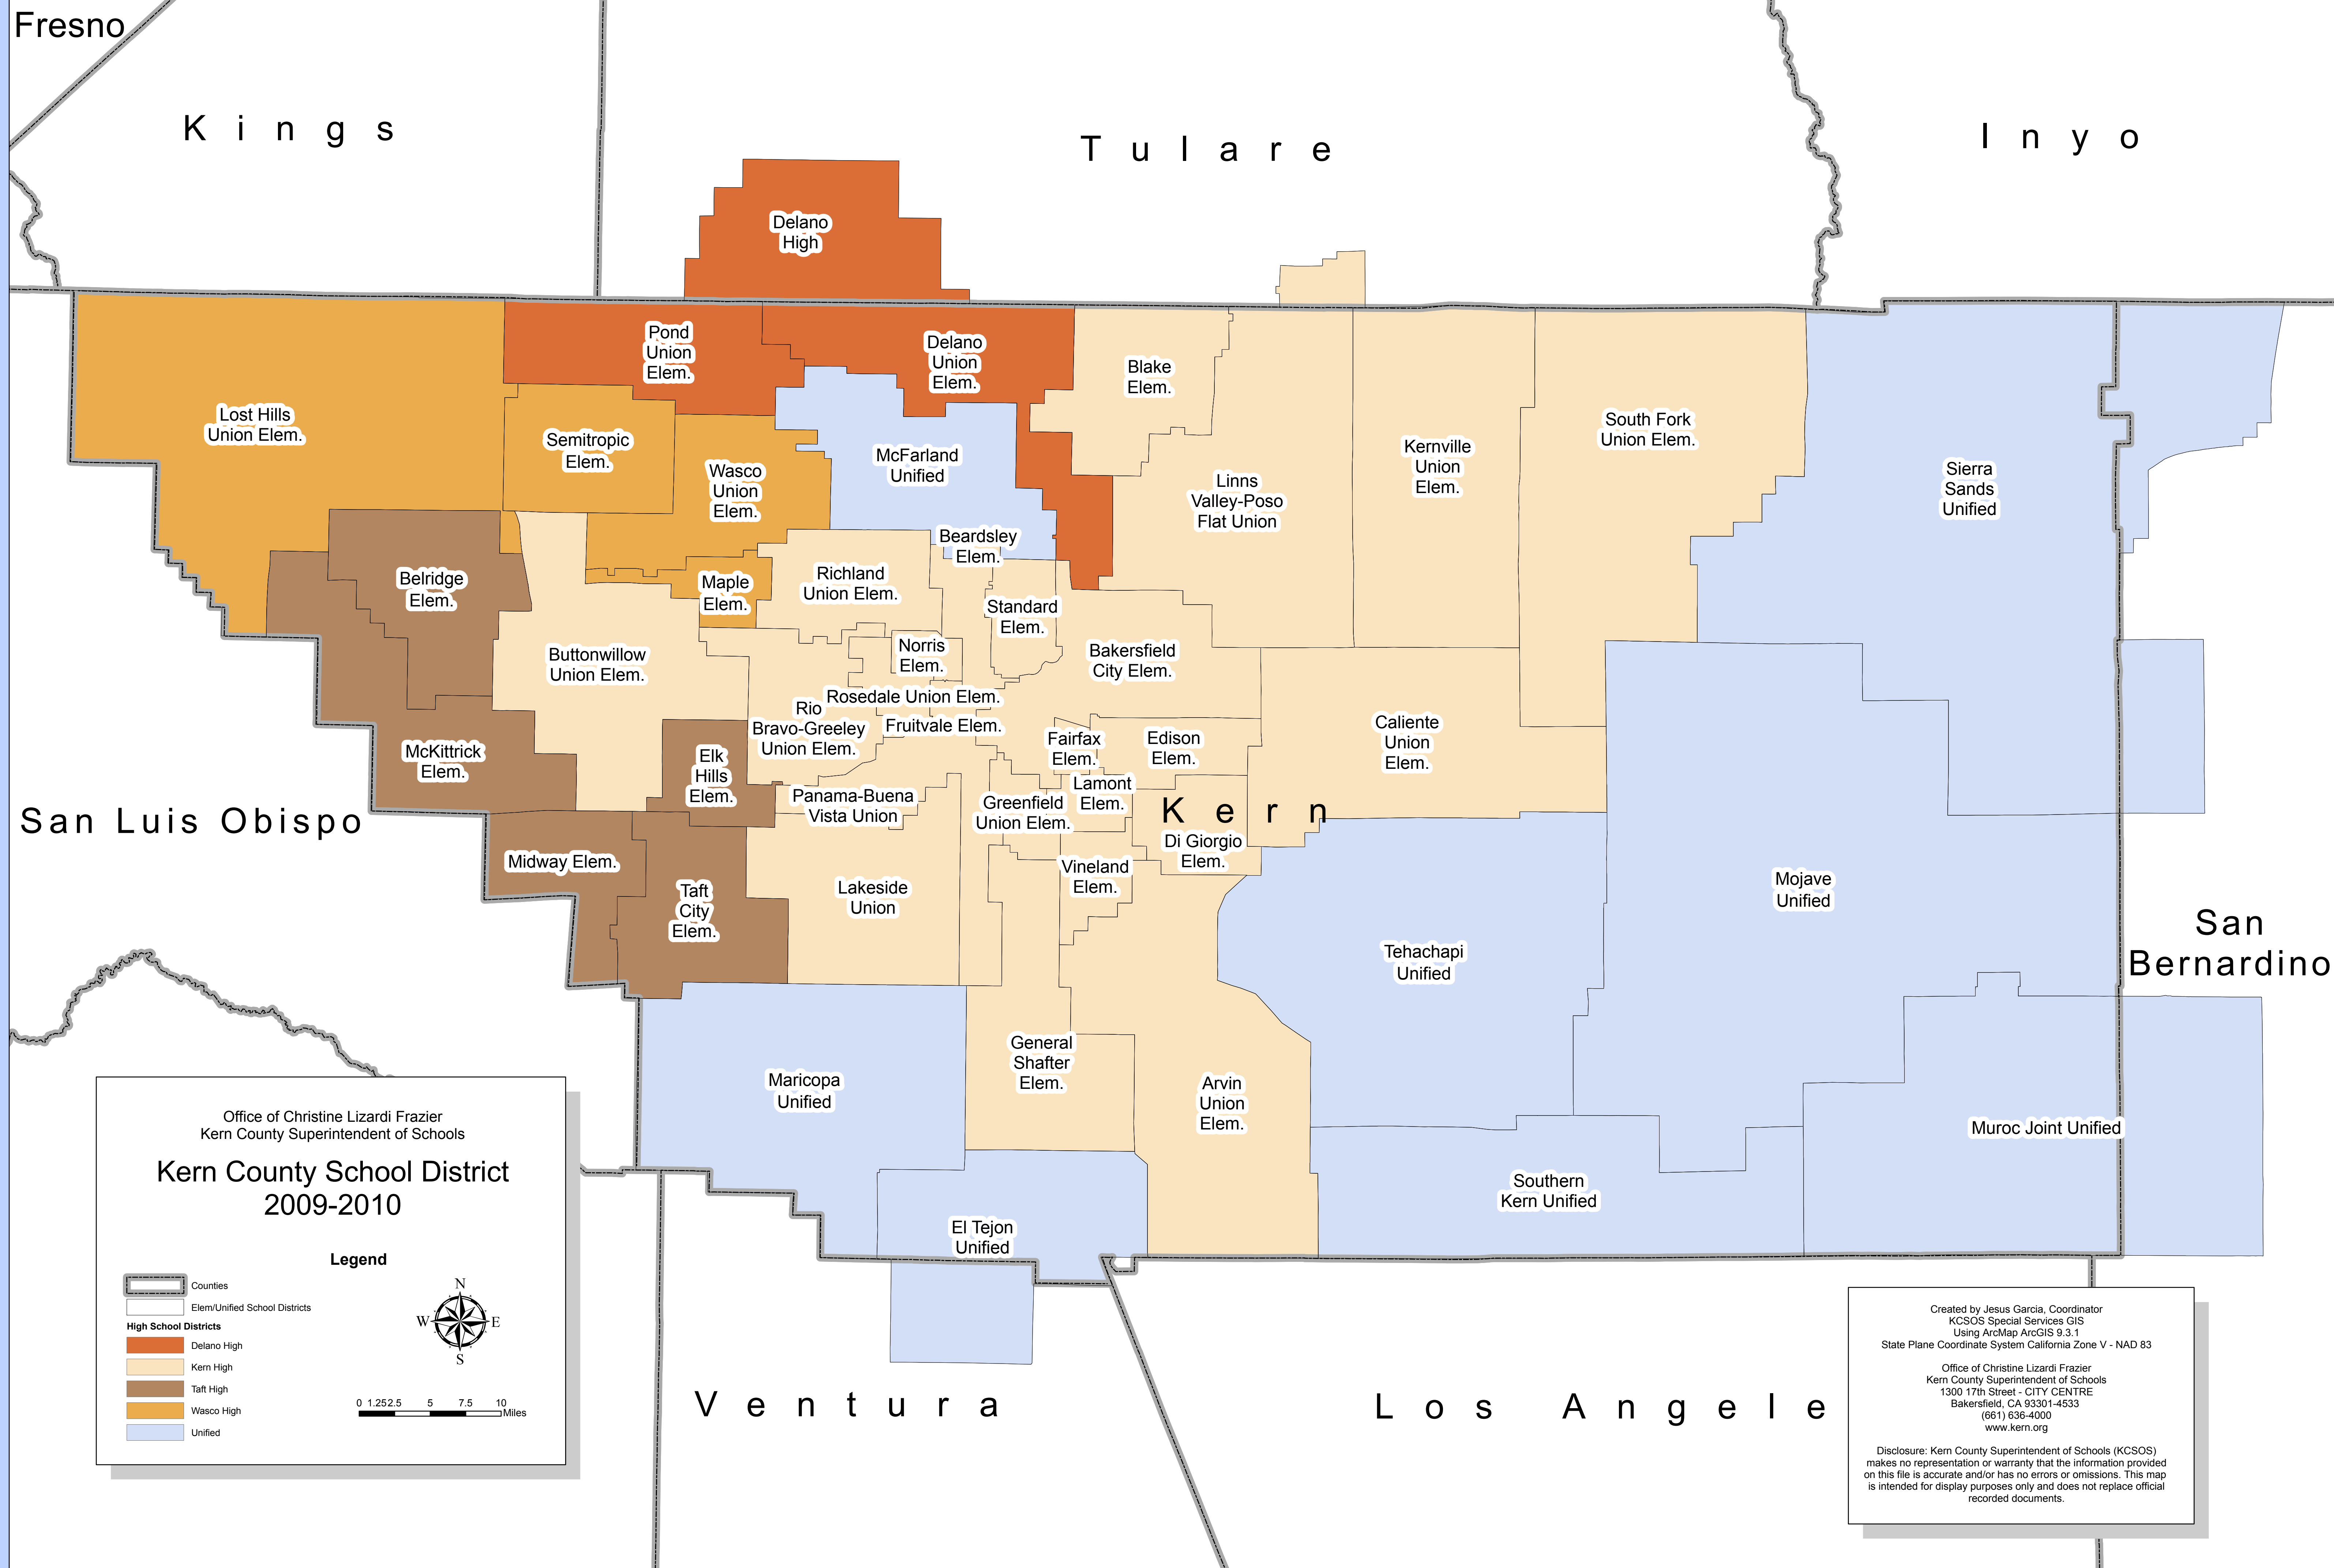 Fresno
Kings
Tulare
Inyo
Delano
High
Pond
Union
Elem.
Delano
Union
Elem.
Blake
Elem.
Lost Hills
Union Elem.
Semitropic
Elem.
Wasco
Union
Elem.
McFarland
Unified
Linns
Valley-Poso
Flat Union
Kernville
Union
Elem.
South Fork
Union Elem.
Sierra
Sands
Unified
Beardsley
Elem.
Belridge
Elem.
Maple
Elem.
Richland
Union Elem.
Standard
Elem.
Buttonwillow
Union Elem.
Norris
Elem.
Bakersfield
City Elem.
Rosedale Union Elem.
Rio
Bravo-Greeley
Union Elem.
Fruitvale Elem.
Fairfax
Elem.
Edison
Elem.
Caliente
Union
Elem.
McKittrick
Elem.
Elk
Hills
Elem.
Panama-Buena
Vista Union
Greenfield
Union Elem.
Lamont
Elem.
Kern
Di Giorgio
Elem.
San Luis Obispo
Midway Elem.
Taft
City
Elem.
Lakeside
Union
Vineland
Elem.
Mojave
Unified
Tehachapi
Unified
San
Bernardino
Maricopa
Unified
General
Shafter
Elem.
Arvin
Union
Elem.
Muroc Joint Unified
Southern
Kern Unified
El Tejon
Unified
Ventura
Los Angele
Office of Christine Lizardi Frazier
Kern County Superintendent of Schools
Kern County School District
2009-2010
Legend
Counties
Elem/Unified School Districts
High School Districts
Delano High
Kern High
Taft High
Wasco High
Unified
N
W E
S
0 1.25 2.5 5 7.5 10
Miles
Created by Jesus Garcia, Coordinator
KCSOS Special Services GIS
Using ArcMap ArcGIS 9.3.1
State Plane Coordinate System California Zone V - NAD 83
Office of Christine Lizardi Frazier
Kern County Superintendent of Schools
1300 17th Street - CITY CENTRE
Bakersfield, CA 93301-4533
(661) 636-4000
www.kern.org
Disclosure: Kern County Superintendent of Schools (KCSOS)
makes no representation or warranty that the information provided
on this file is accurate and/or has no errors or omissions. This map
is intended for display purposes only and does not replace official
recorded documents.